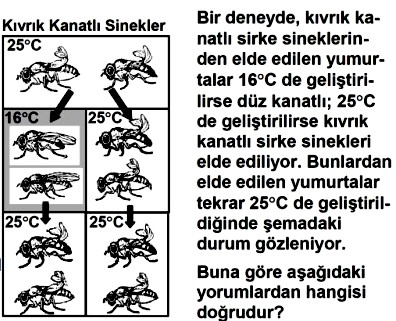 Kıvrık Kanatlı Sinekler
25°C
16°C
25°C
25°C
25°C
Bir deneyde, kıvrık ka-
natlı sirke sineklerin-
den elde edilen yumur-
talar 16°C de geliştiri-
lirse düz kanatlı; 25°C
de geliştirilirse kıvrık
kanatlı sirke sinekleri
elde ediliyor. Bunlardan
elde edilen yumurtalar
tekrar 25°C de geliştiril-
diğinde şemadaki
durum gözleniyor.
Buna göre aşağıdaki
yorumlardan hangisi
doğrudur?